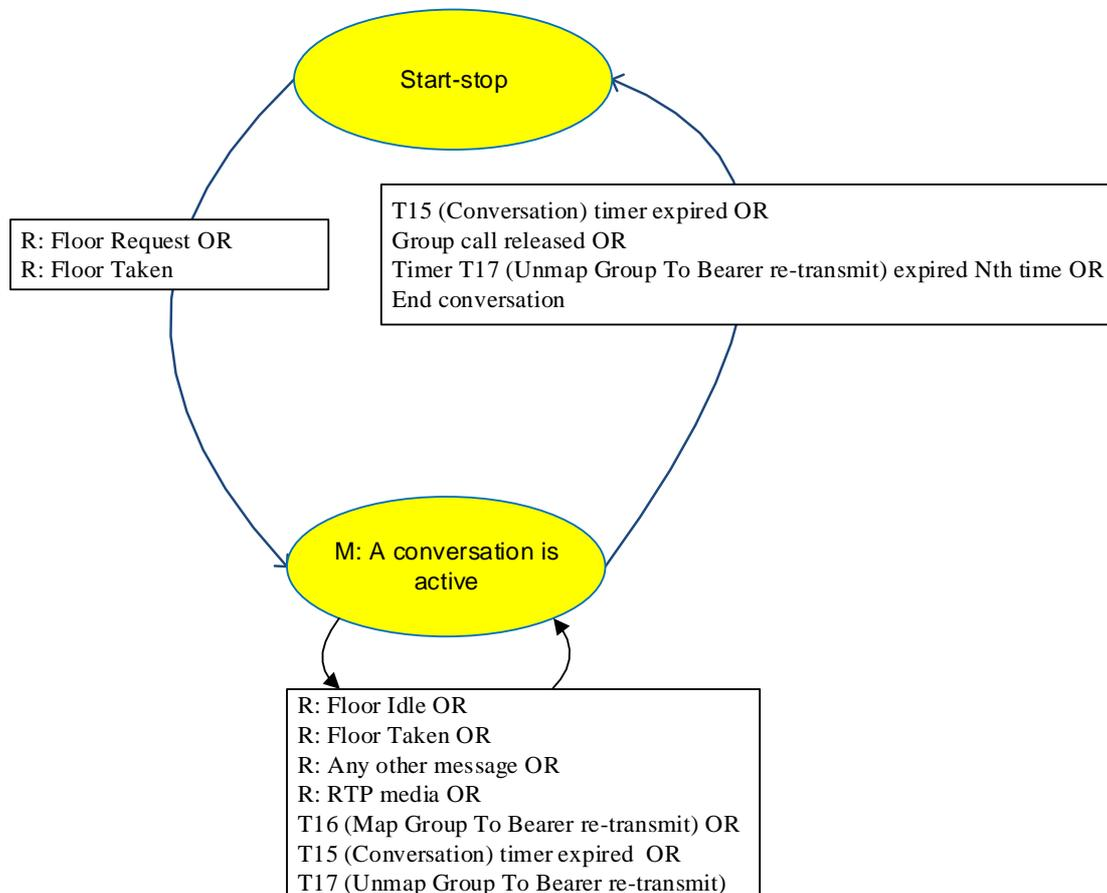 Start-stop
R: Floor Request OR
R: Floor Taken
T15 (Conversation) timer expired OR
Group call released OR
Timer T17 (Unmap Group To Bearer re-transmit) expired Nth time OR
End conversation
M: A conversation is
active
R: Floor Idle OR
R: Floor Taken OR
R: Any other message OR
R: RTP media OR
T16 (Map Group To Bearer re-transmit) OR
T15 (Conversation) timer expired OR
T17 (Unmap Group To Bearer re-transmit)